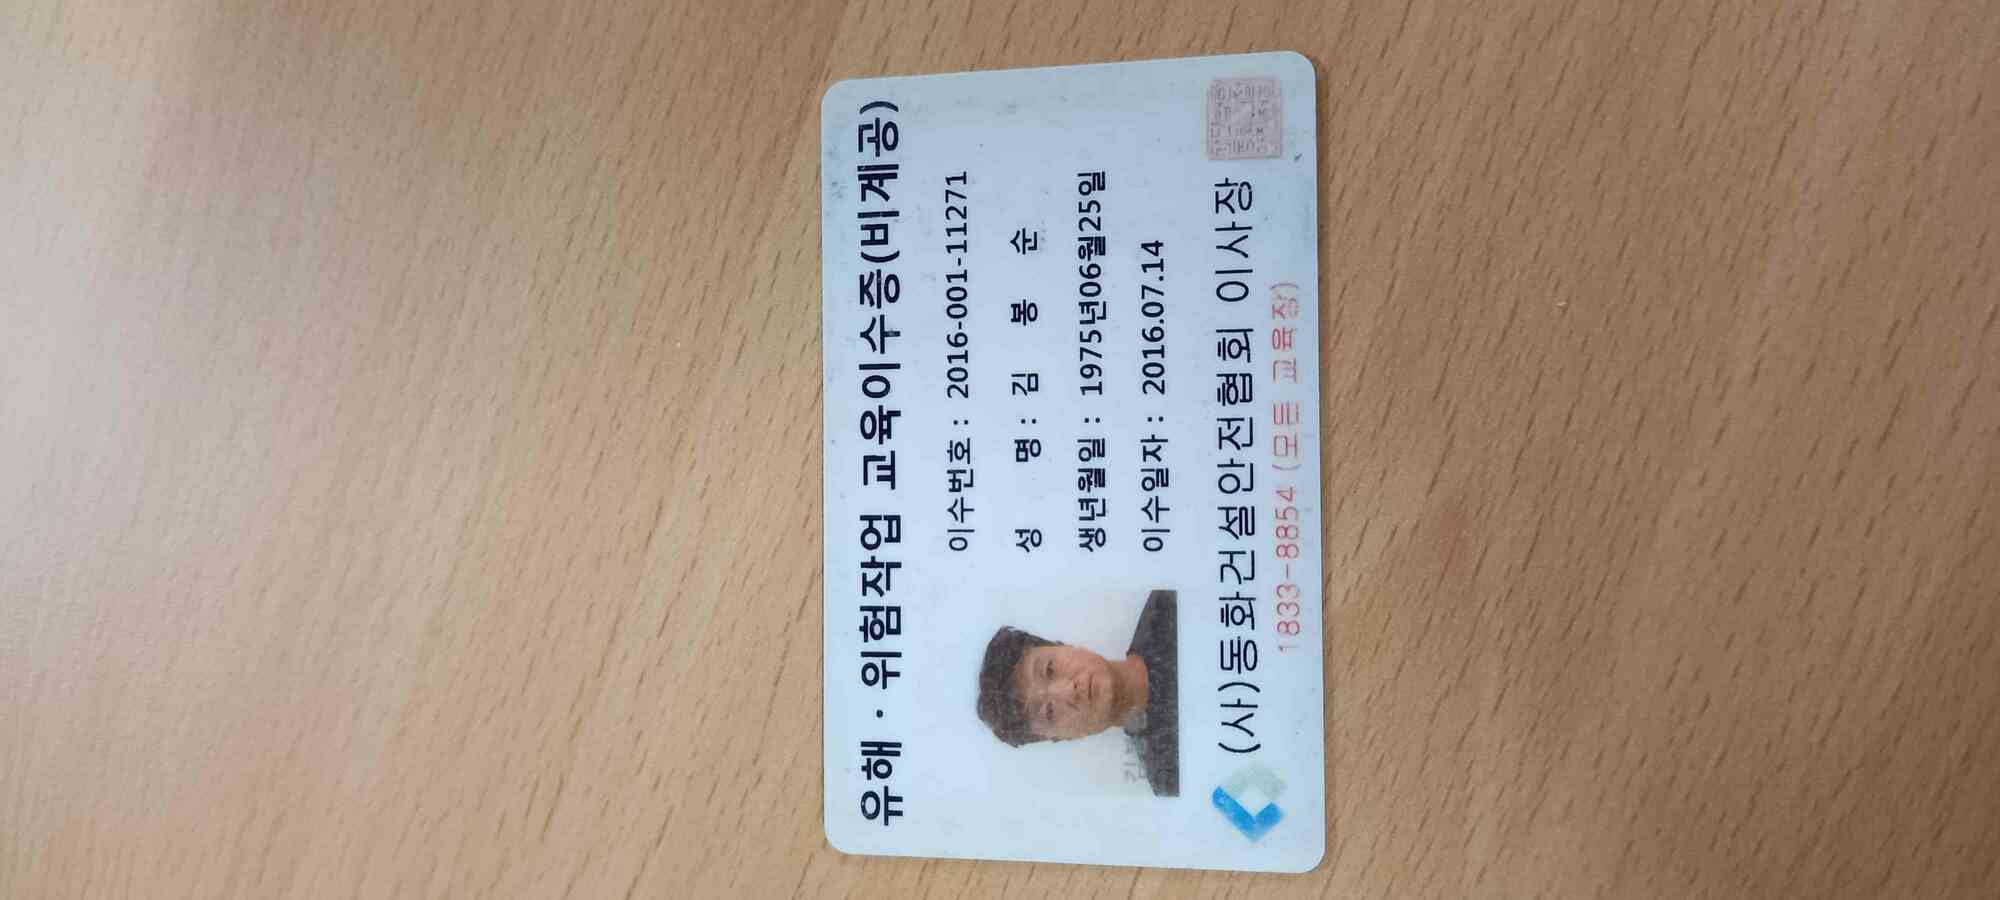 유해 · 위험작업 교육이수증(비계공)
이수번호 : 2016-001-11271
성 명 : 김 봉 순
생년월일 : 1975년06월25일
이수일자 : 2016.07.14
(사)동화건설안전협회 이사장
1833-8854 (모든 교육장)